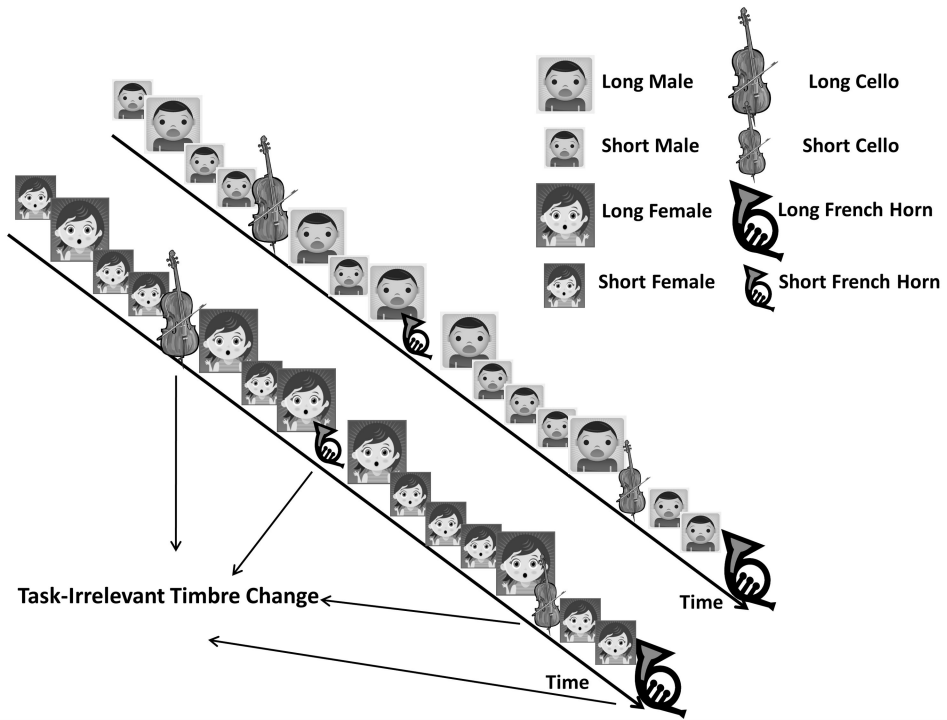 Long Male
Long Cello
Short Male
Short Cello
Long Female
Long French Horn
Short Female
Short French Horn
Task-Irrelevant Timbre Change
Time
Time